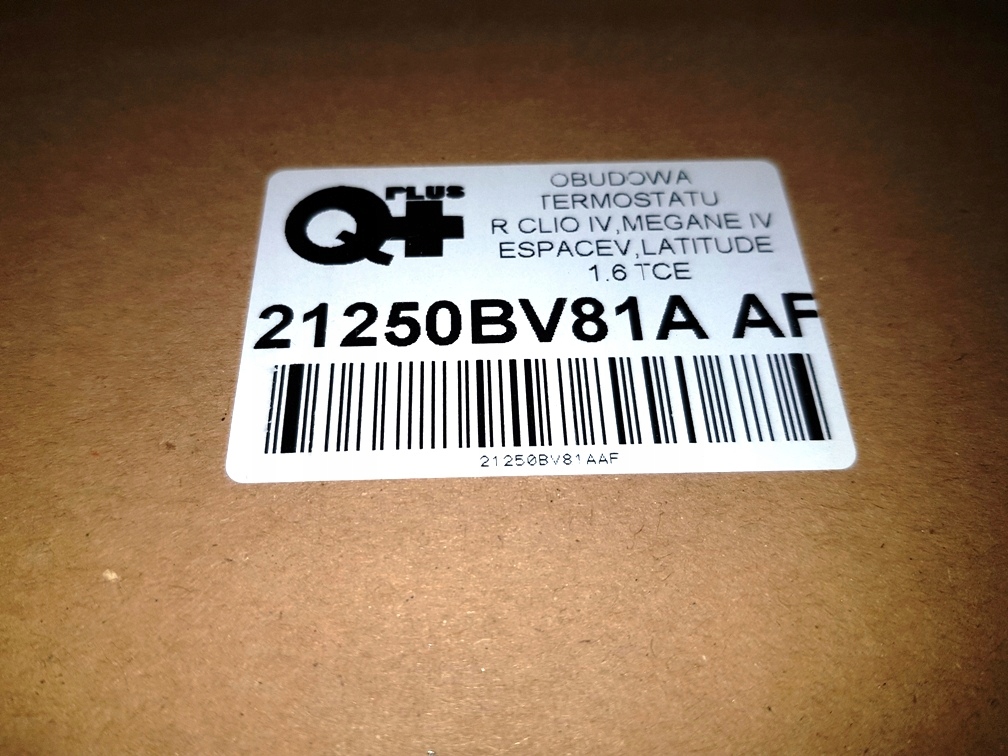 Q+ PLUS
OBUDOWA
TERMOSTATU
R CLIO IV,MEGANE IV
ESPACEV,LATITUDE
1.6 TCE
21250BV81A AF
21250BV81AAF